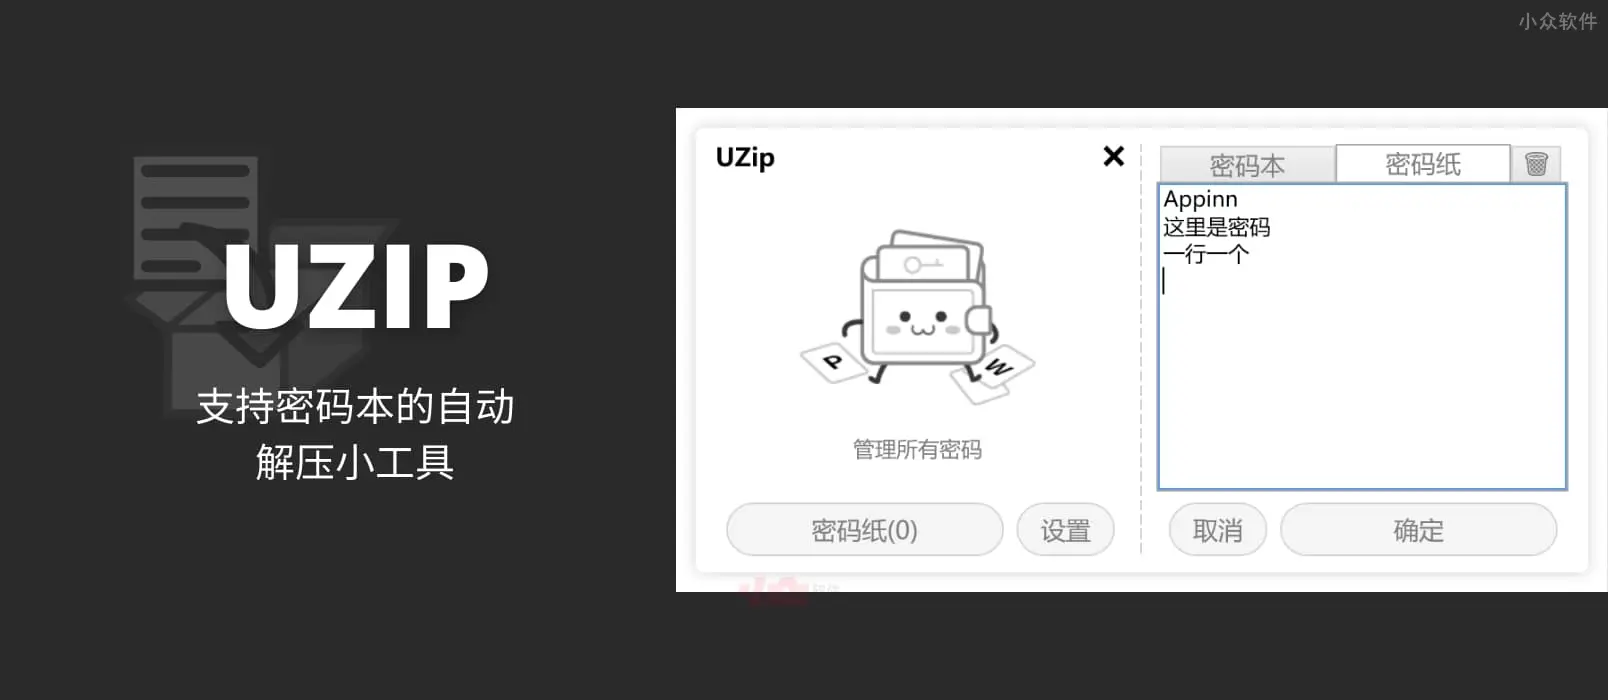 小众软件
UZIP
支持密码本的自动
解压小工具
UZip
密码本
密码纸
Appinn
这里是密码
一行一个
P
W
管理所有密码
密码纸(0)
设置
取消
确定
软件